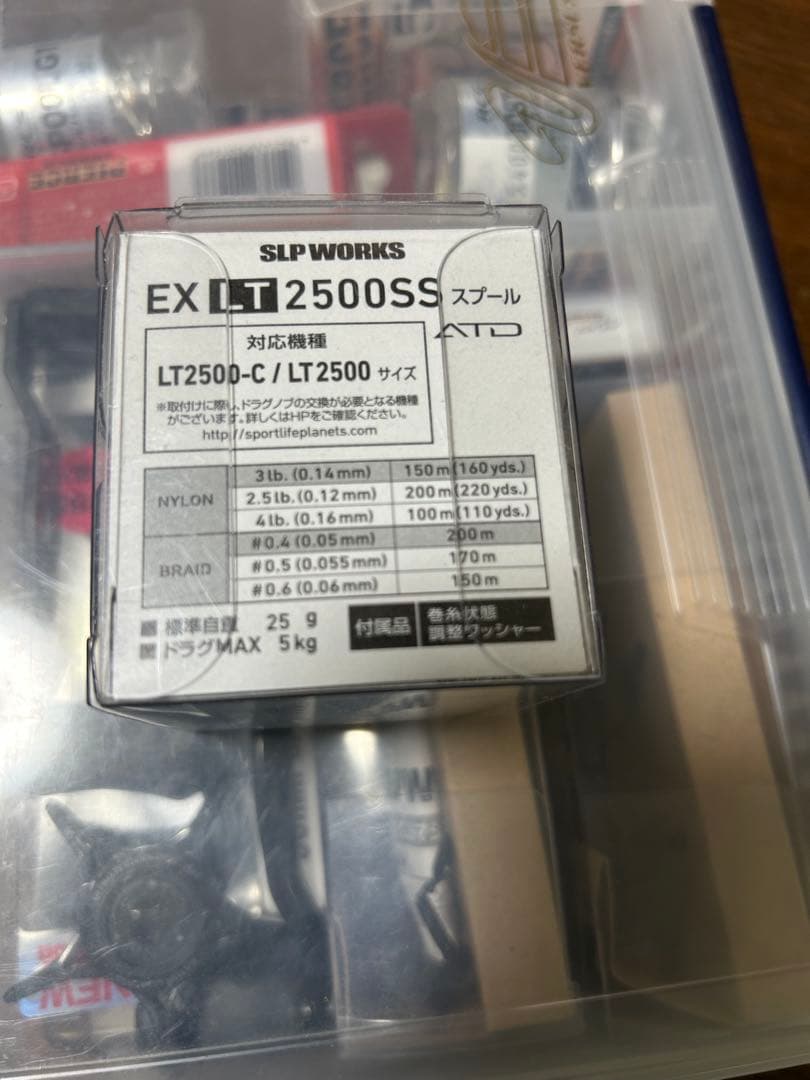 SLP WORKS
EX LT 2500SS スプール
ATD
対応機種
LT2500-C / LT2500 サイズ
※取付けに際し、ドラグノブの交換が必要となる機種
がございます。詳しくはHPをご確認ください。
http://sportlifeplanets.com
NYLON
3lb. (0.14mm) 150m(160yds.)
2.5lb. (0.12mm) 200m(220yds.)
4lb. (0.16mm) 100m(110yds.)
BRAID
#0.4 (0.05mm) 200m
#0.5 (0.055mm) 170m
#0.6 (0.06mm) 150m
標準自重 25 g
ドラグMAX 5kg
付属品
巻糸状態
調整ワッシャー
NEW